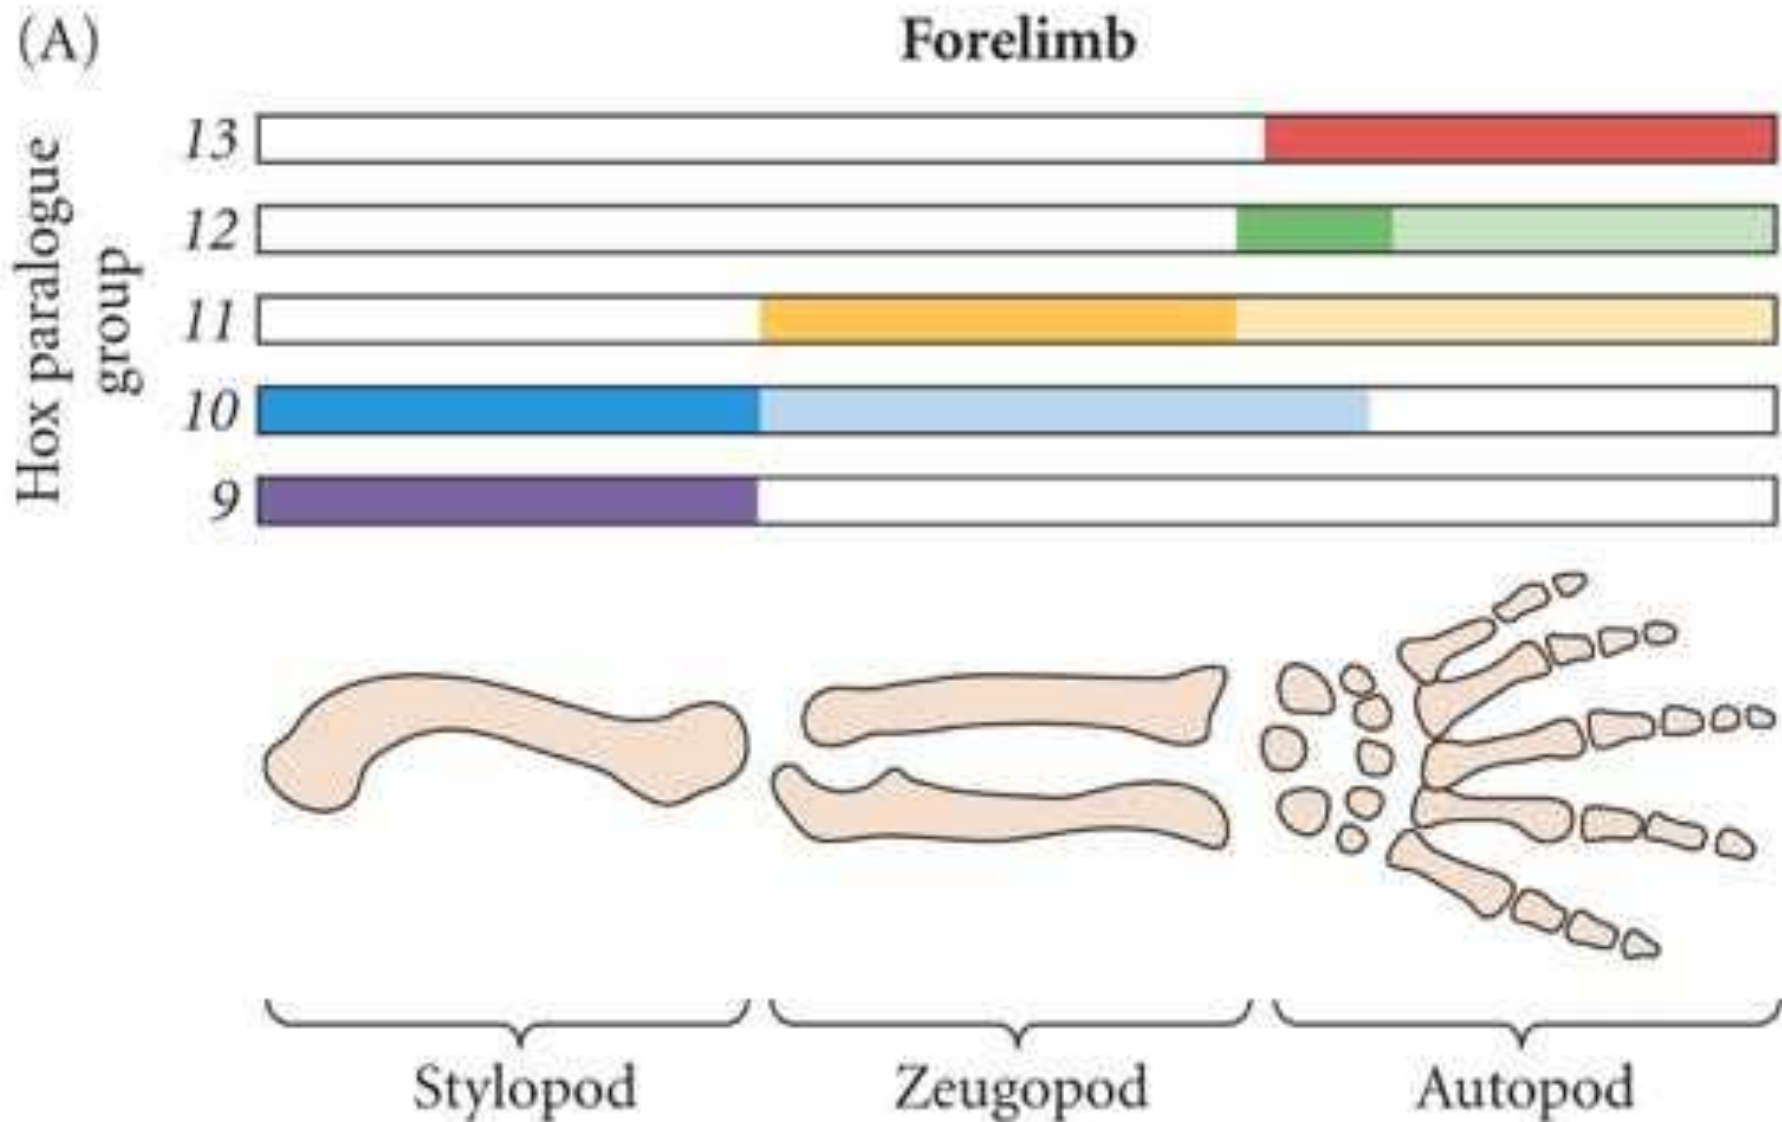 (A)
Forelimb
Hox paralogue
group
13
12
11
10
9
Stylopod
Zeugopod
Autopod